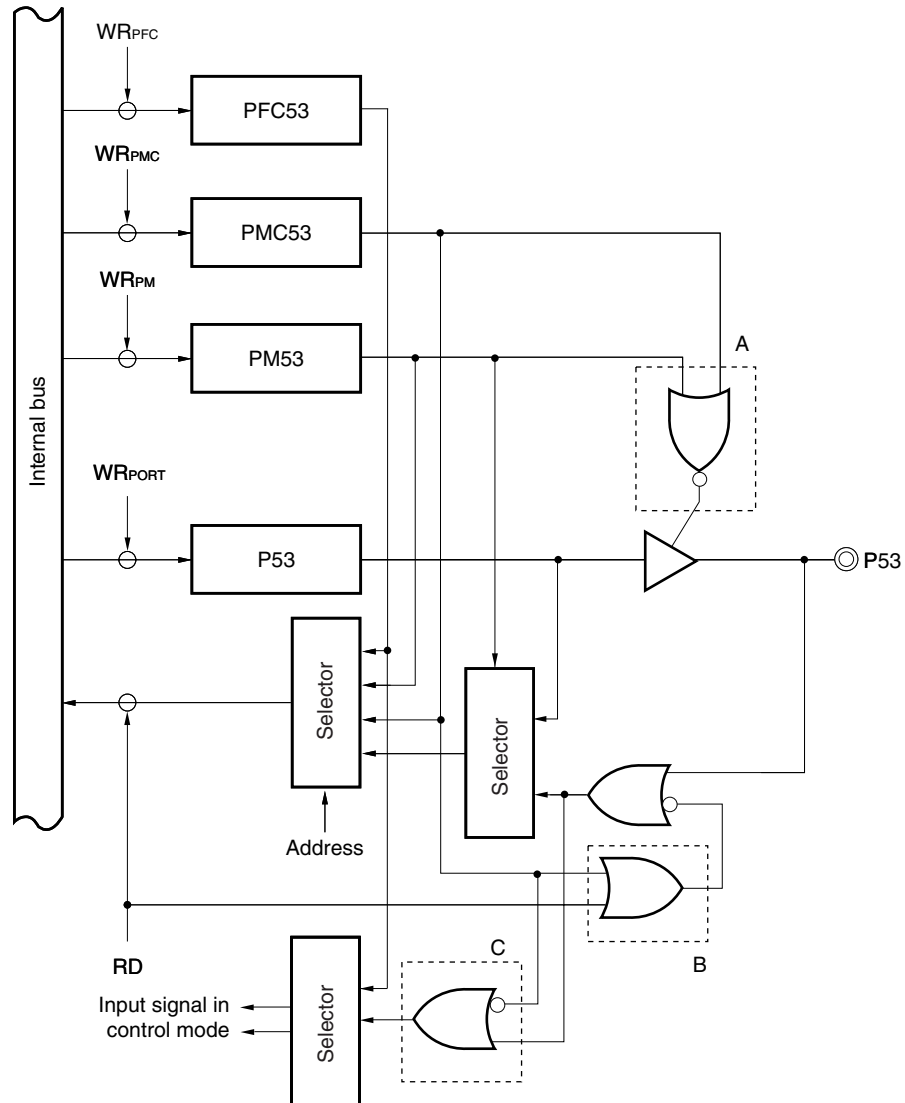 WRPFC
PFC53
WRPMC
PMC53
WRPM
PM53
A
Internal bus
WRPORT
P53
P53
Selector
Selector
Address
B
RD
C
Input signal in
control mode
Selector